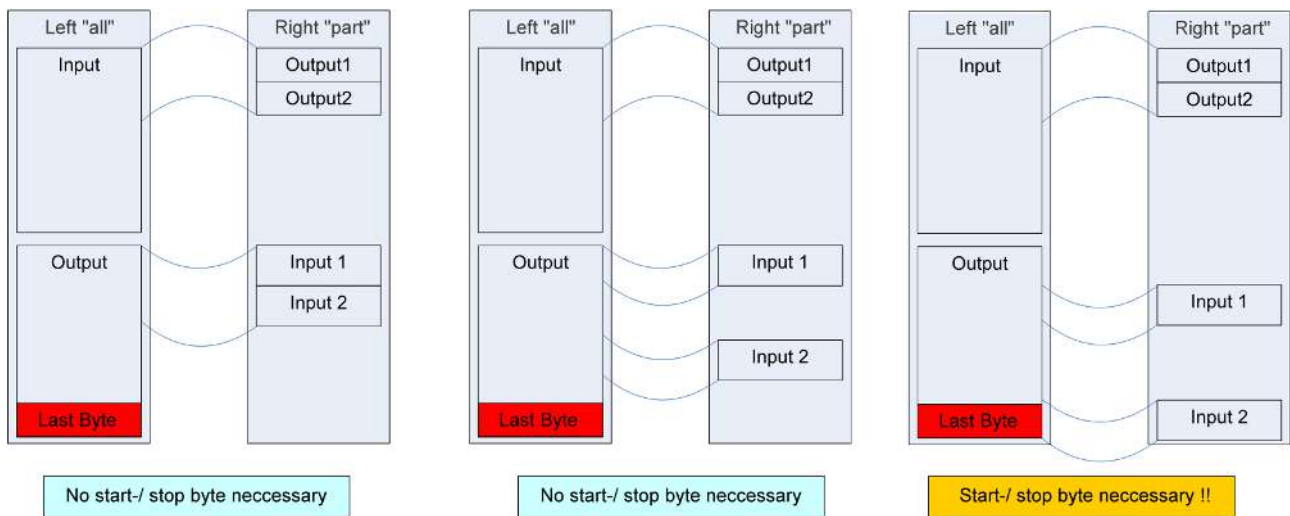 Left "all"
Right "part"
Input
Output1
Output2
Output
Input 1
Input 2
Last Byte
No start-/ stop byte neccessary
Left "all"
Right "part"
Input
Output1
Output2
Output
Input 1
Input 2
Last Byte
No start-/ stop byte neccessary
Left "all"
Right "part"
Input
Output1
Output2
Output
Input 1
Last Byte
Input 2
Start-/ stop byte neccessary !!